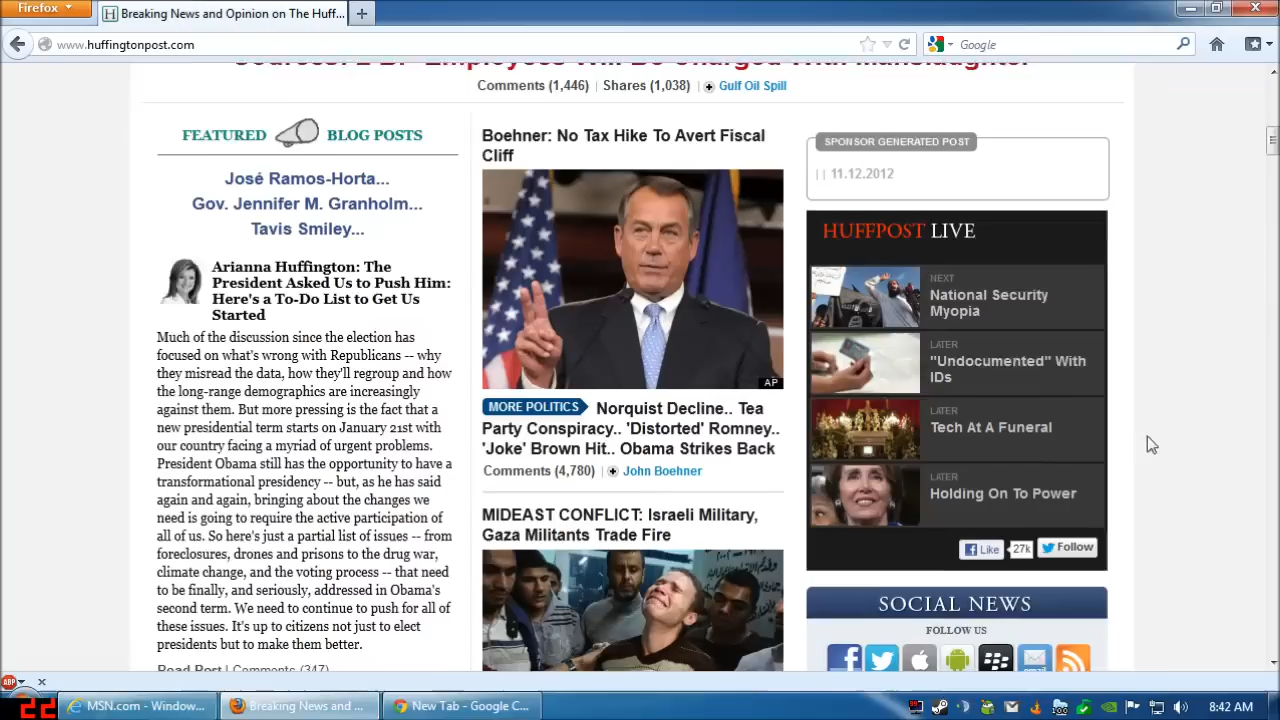 Firefox
Breaking News and Opinion on The Huff...
www.huffingtonpost.com
Google
Sources: 2 BP Employees Will Be Charged With Manslaughter
Comments (1,446) | Shares (1,038) | Gulf Oil Spill
FEATURED BLOG POSTS
José Ramos-Horta...
Gov. Jennifer M. Granholm...
Tavis Smiley...
Arianna Huffington: The
President Asked Us to Push Him:
Here's a To-Do List to Get Us
Started
Much of the discussion since the election has
focused on what's wrong with Republicans -- why
they misread the data, how they'll regroup and how
the long-range demographics are increasingly
against them. But more pressing is the fact that a
new presidential term starts on January 21st with
our country facing a myriad of urgent problems.
President Obama still has the opportunity to have a
transformational presidency -- but, as he has said
again and again, bringing about the changes we
need is going to require the active participation of
all of us. So here's just a partial list of issues -- from
foreclosures, drones and prisons to the drug war,
climate change, and the voting process -- that need
to be finally, and seriously, addressed in Obama's
second term. We need to continue to push for all of
these issues. It's up to citizens not just to elect
presidents but to make them better.
Read Post | Comments (347)
Boehner: No Tax Hike To Avert Fiscal
Cliff
AP
MORE POLITICS Norquist Decline.. Tea
Party Conspiracy.. 'Distorted' Romney..
'Joke' Brown Hit.. Obama Strikes Back
Comments (4,780) | John Boehner
MIDEAST CONFLICT: Israeli Military,
Gaza Militants Trade Fire
SPONSOR GENERATED POST
| | 11.12.2012
HUFFPOST LIVE
NEXT
National Security
Myopia
LATER
"Undocumented" With
IDs
LATER
Tech At A Funeral
LATER
Holding On To Power
Like 27k Follow
SOCIAL NEWS
FOLLOW US
ABP
22
MSN.com - Window...
Breaking News and ...
New Tab - Google C...
8:42 AM